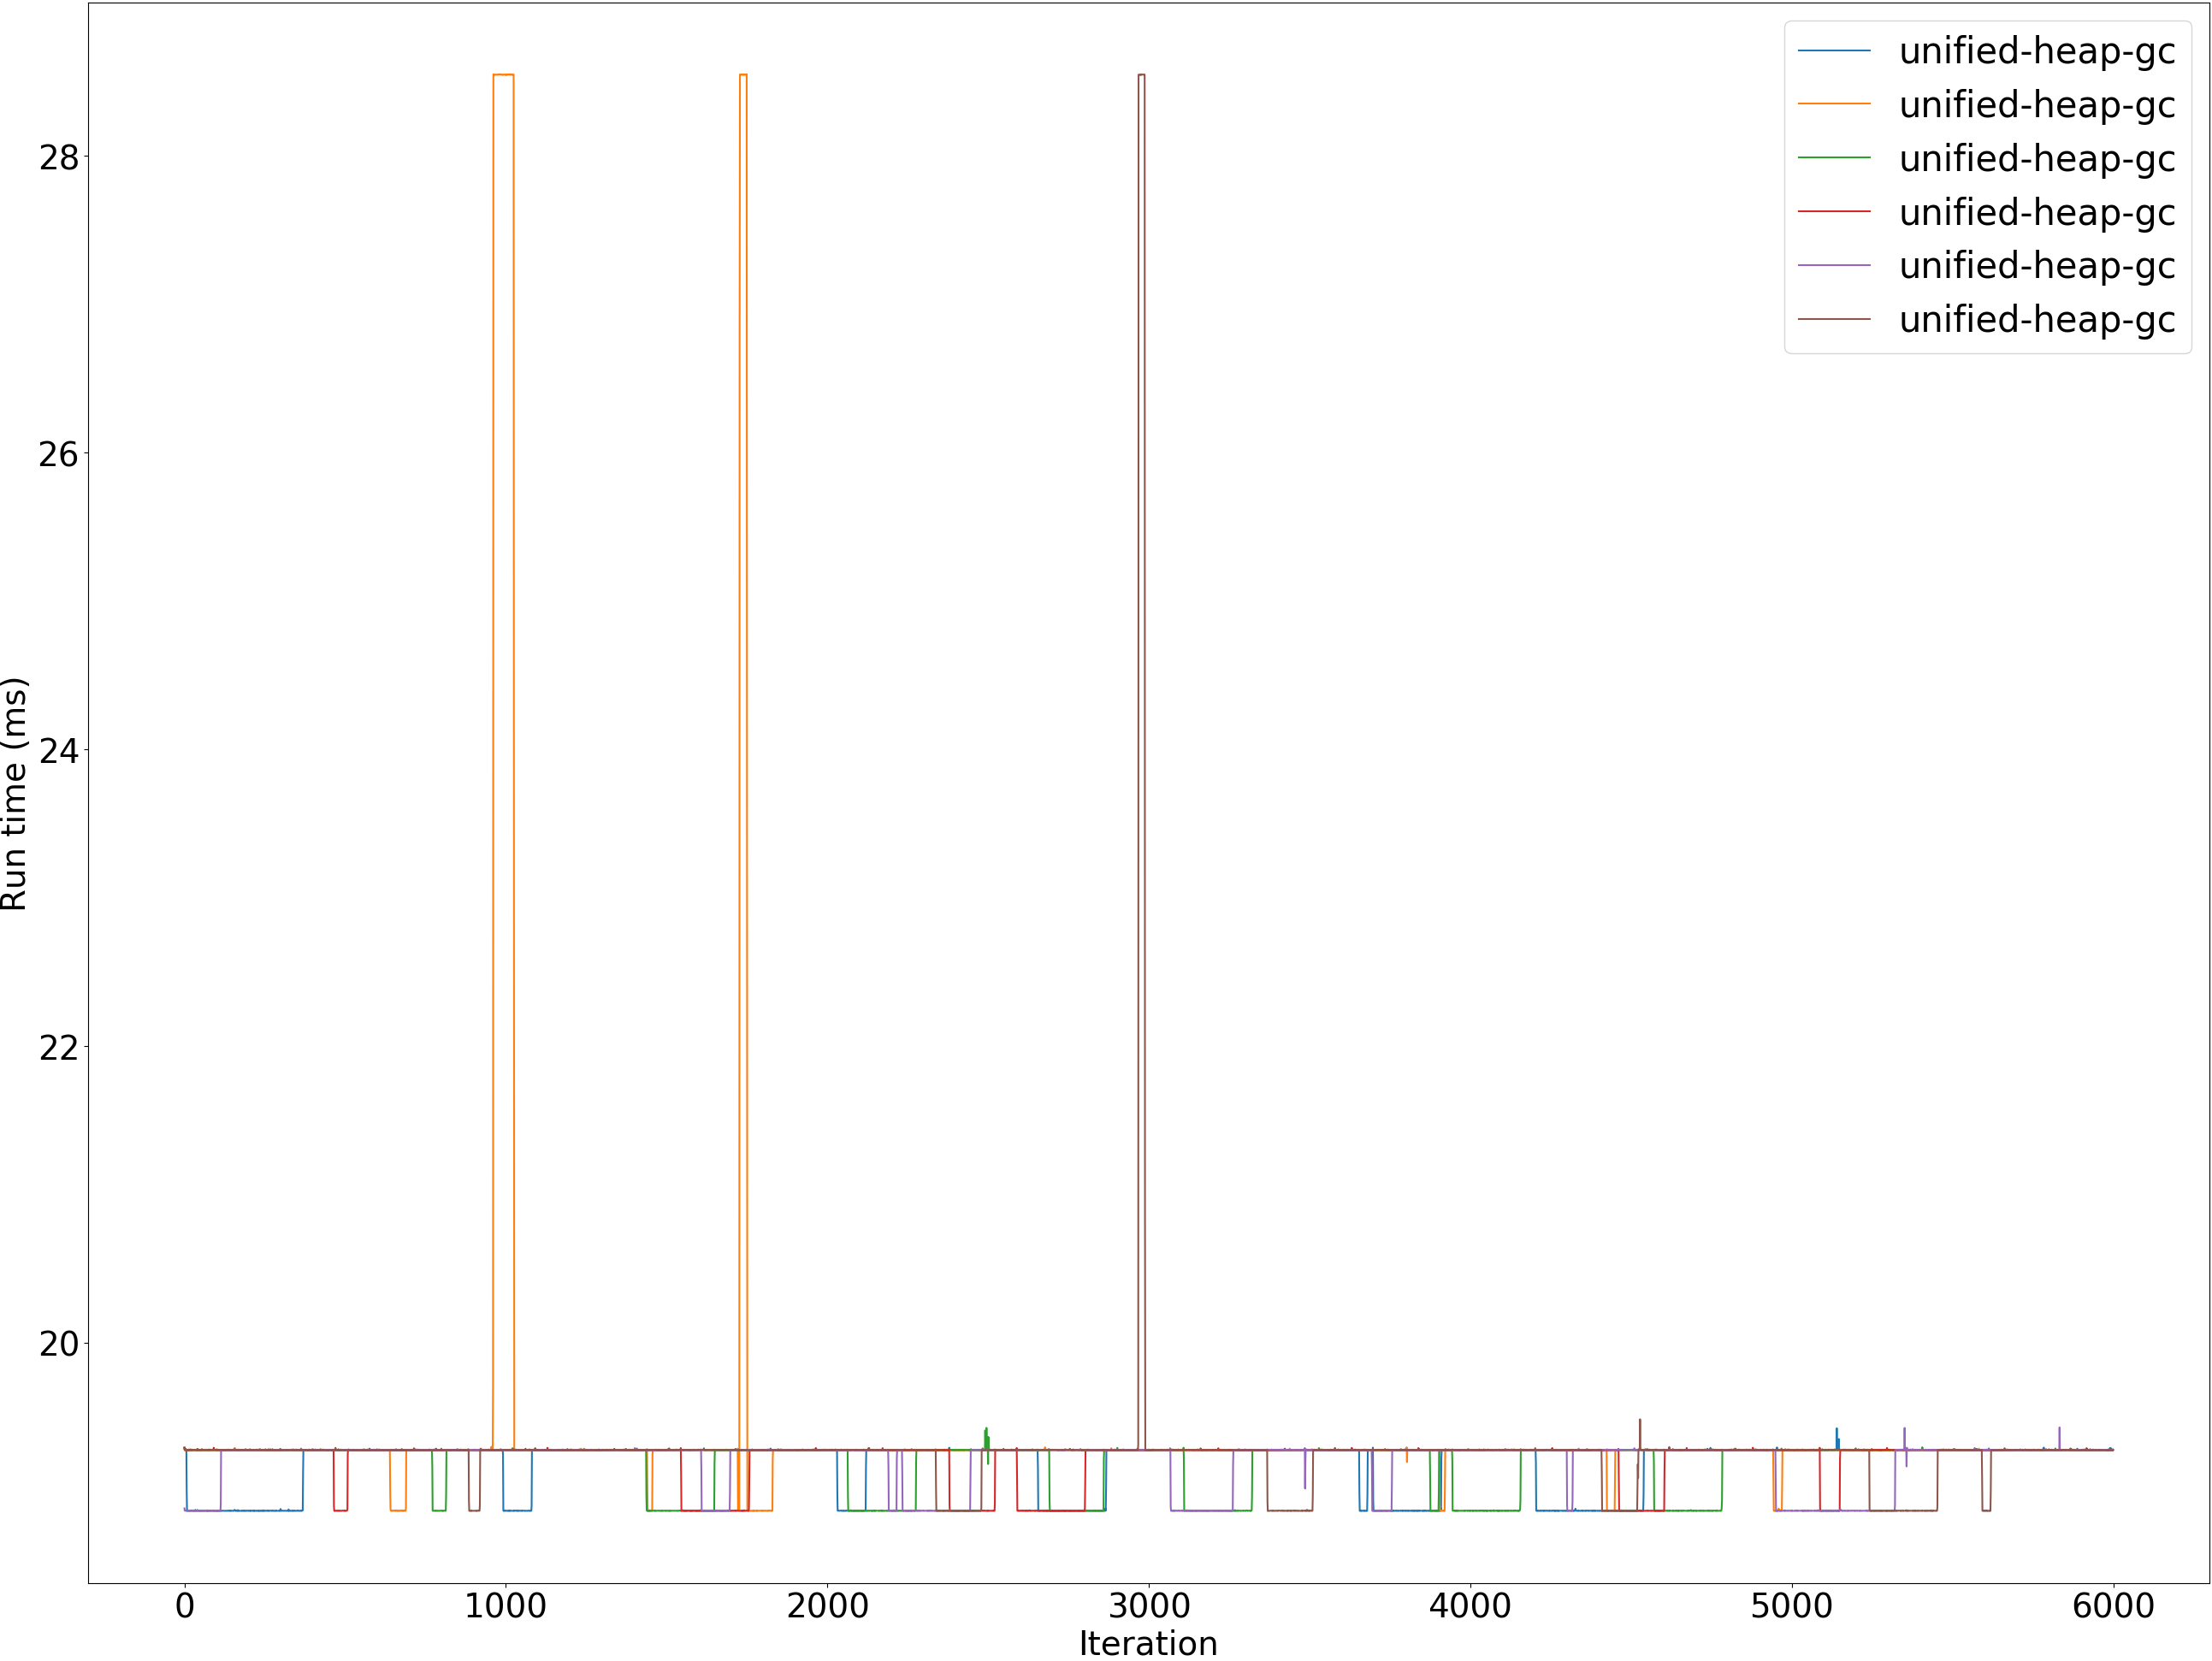 unified-heap-gc
unified-heap-gc
unified-heap-gc
unified-heap-gc
unified-heap-gc
unified-heap-gc
Run time (ms)
28
26
24
22
20
0 1000 2000 3000 4000 5000 6000
Iteration